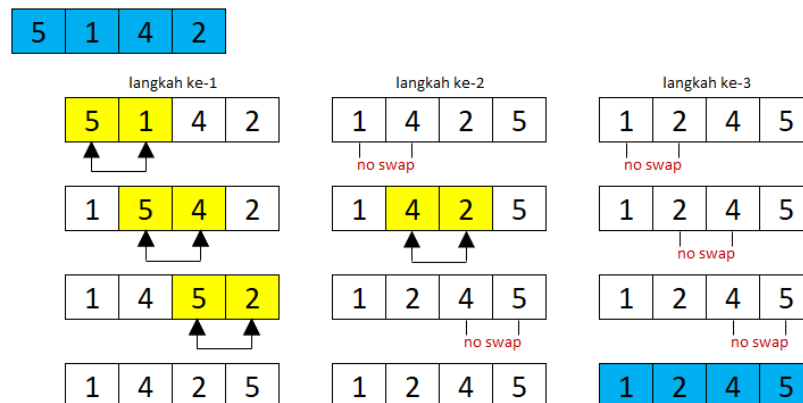 5 1 4 2
langkah ke-1 langkah ke-2 langkah ke-3
5 1 4 2 1 4 2 5 1 2 4 5
no swap no swap
1 5 4 2 1 4 2 5 1 2 4 5
no swap
1 4 5 2 1 2 4 5 1 2 4 5
no swap no swap
1 4 2 5 1 2 4 5 1 2 4 5